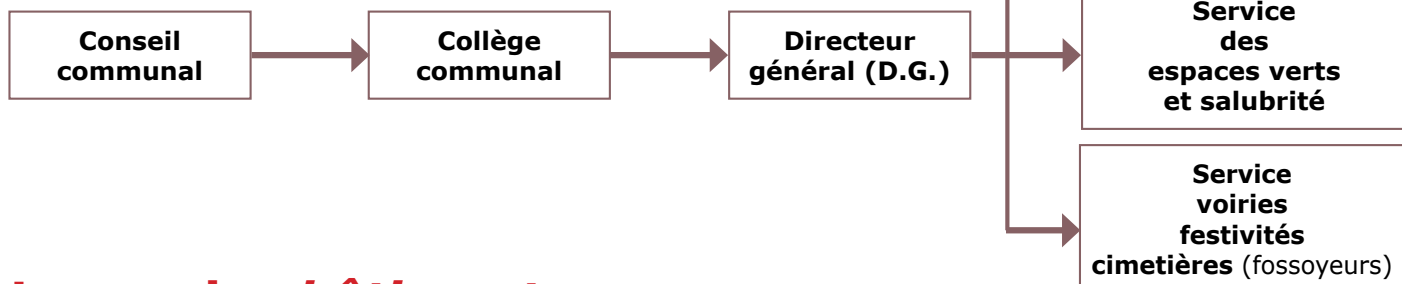 Conseil
communal
Collège
communal
Directeur
général (D.G.)
Service
des
espaces verts
et salubrité
Service
voiries
festivités
cimetières (fossoyeurs)